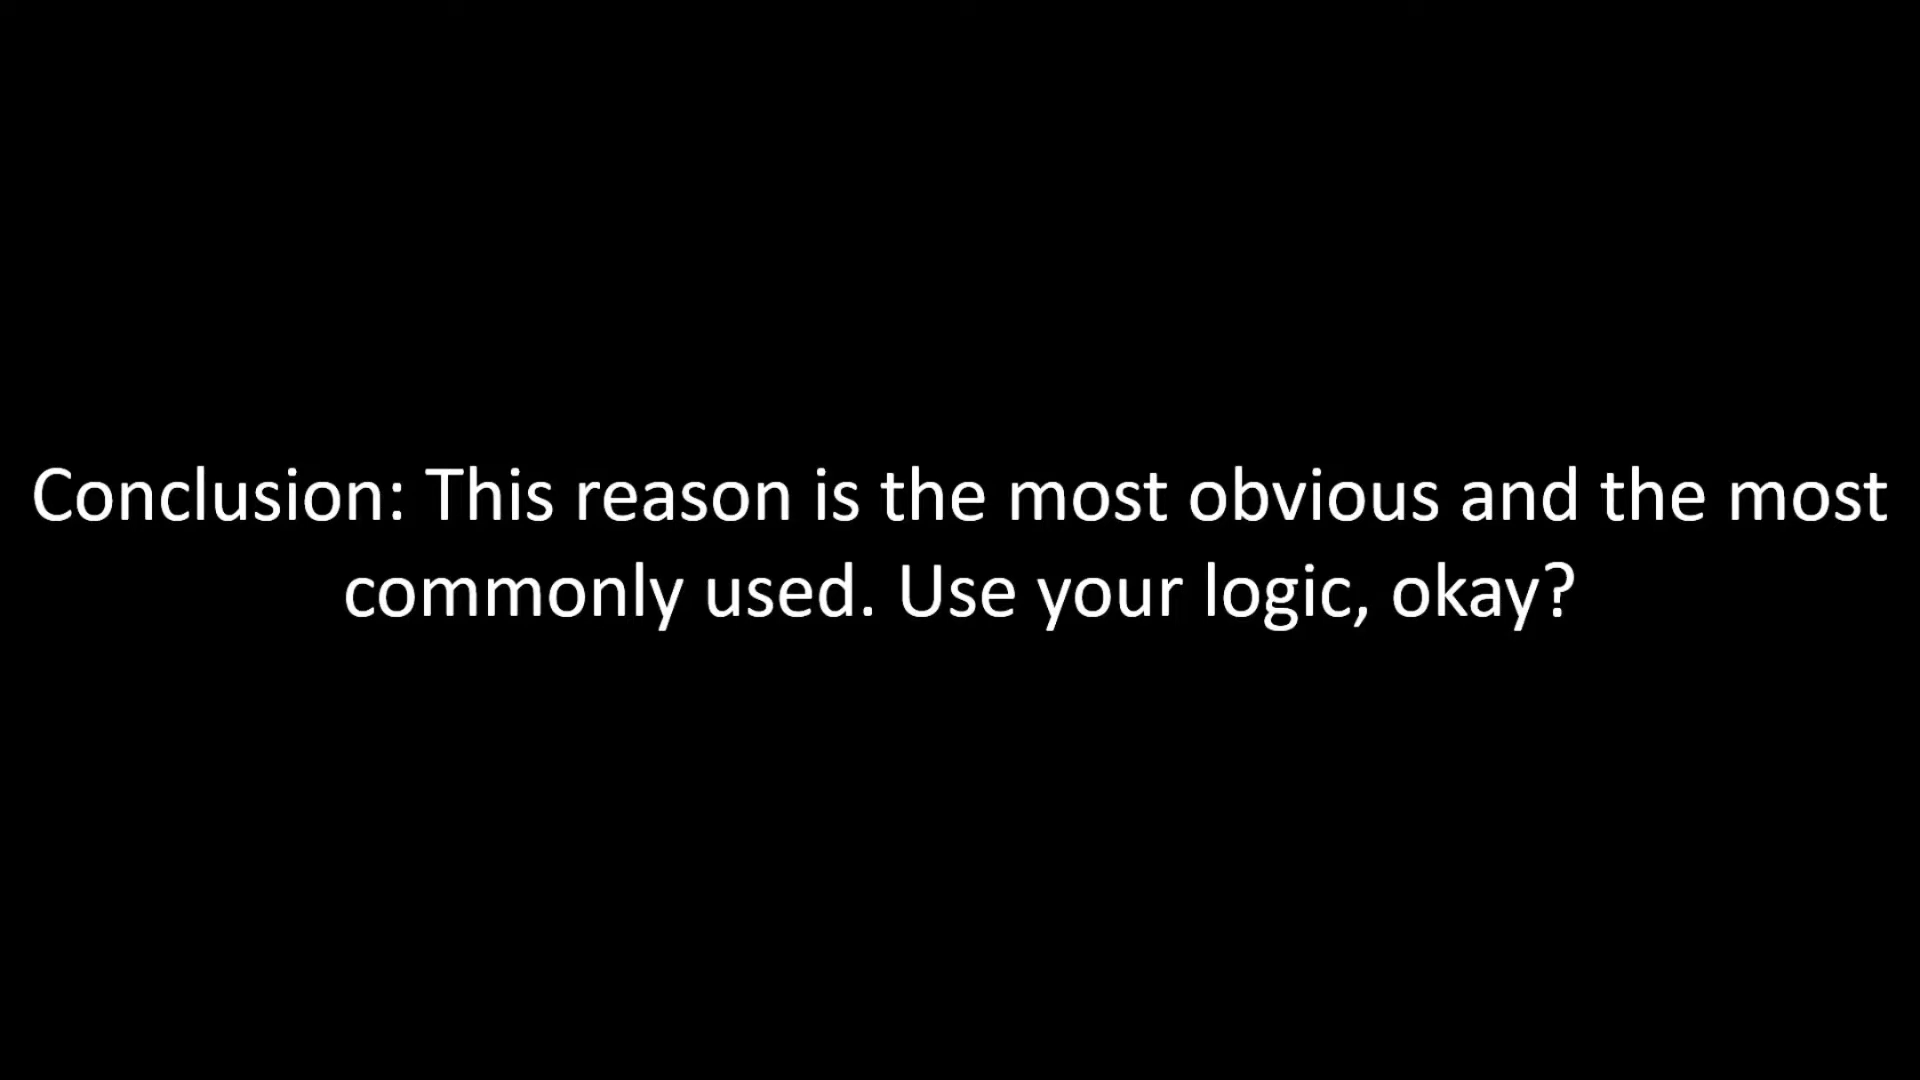 Conclusion: This reason is the most obvious and the most
commonly used. Use your logic, okay?